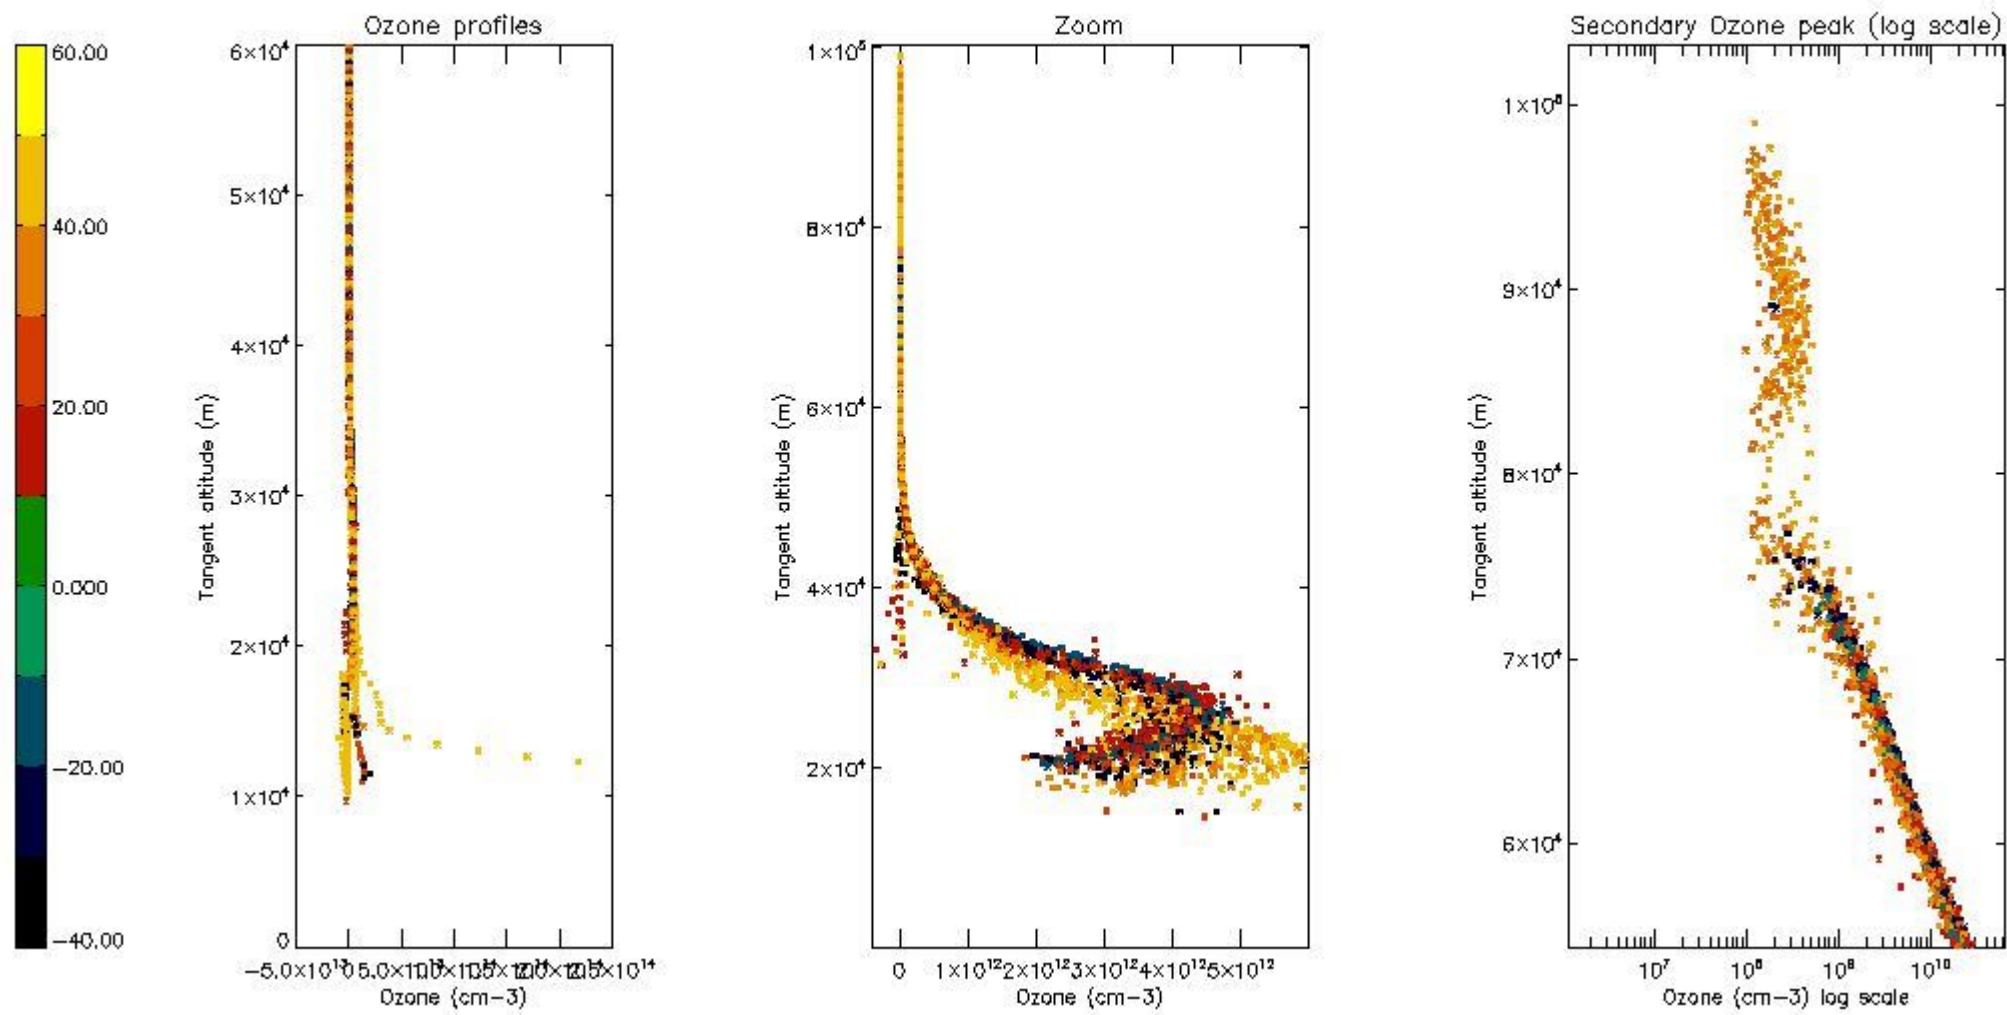 Ozone profiles
Zoom
Secondary Ozone peak (log scale)
60.00
40.00
20.00
0.000
−20.00
−40.00
6×10⁴
5×10⁴
4×10⁴
3×10⁴
2×10⁴
1×10⁴
0
Tangent altitude (m)
−5.0×10¹³
Ozone (cm−3)
1×10⁵
8×10⁴
6×10⁴
4×10⁴
2×10⁴
Tangent altitude (m)
0 1×10¹² 2×10¹² 3×10¹² 4×10¹² 5×10¹²
Ozone (cm−3)
9×10⁴
8×10⁴
7×10⁴
6×10⁴
Tangent altitude (m)
10⁷ 10⁸ 10⁹ 10¹⁰
Ozone (cm−3) log scale